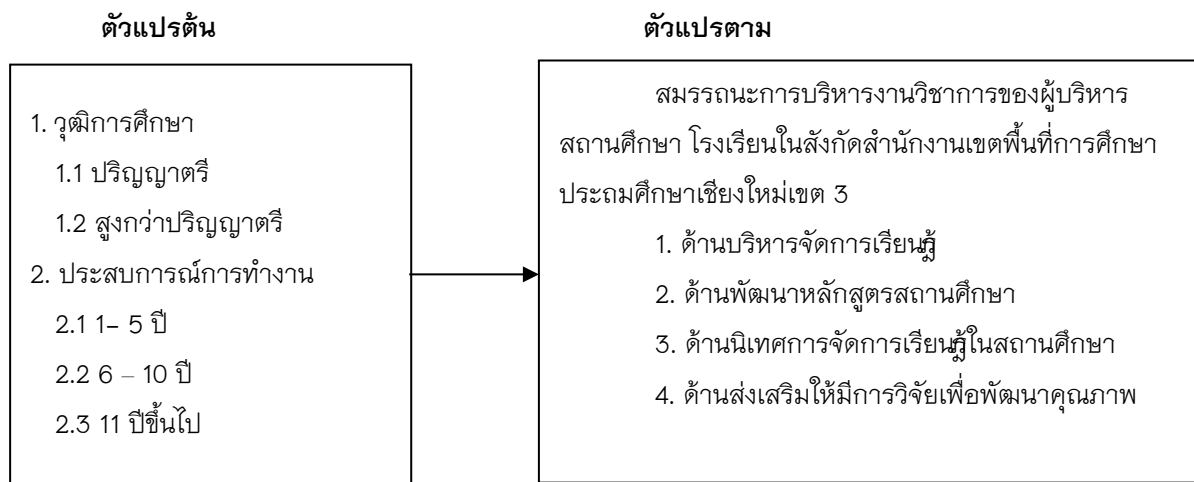 ตัวแปรต้น
ตัวแปรตาม
1. วุฒิการศึกษา
1.1 ปริญญาตรี
1.2 สูงกว่าปริญญาตรี
2. ประสบการณ์การทำงาน
2.1 1– 5 ปี
2.2 6 – 10 ปี
2.3 11 ปีขึ้นไป
สมรรถนะการบริหารงานวิชาการของผู้บริหาร
สถานศึกษา โรงเรียนในสังกัดสำนักงานเขตพื้นที่การศึกษา
ประถมศึกษาเชียงใหม่เขต 3
1. ด้านบริหารจัดการเรียนรู้
2. ด้านพัฒนาหลักสูตรสถานศึกษา
3. ด้านนิเทศการจัดการเรียนรู้ในสถานศึกษา
4. ด้านส่งเสริมให้มีการวิจัยเพื่อพัฒนาคุณภาพ